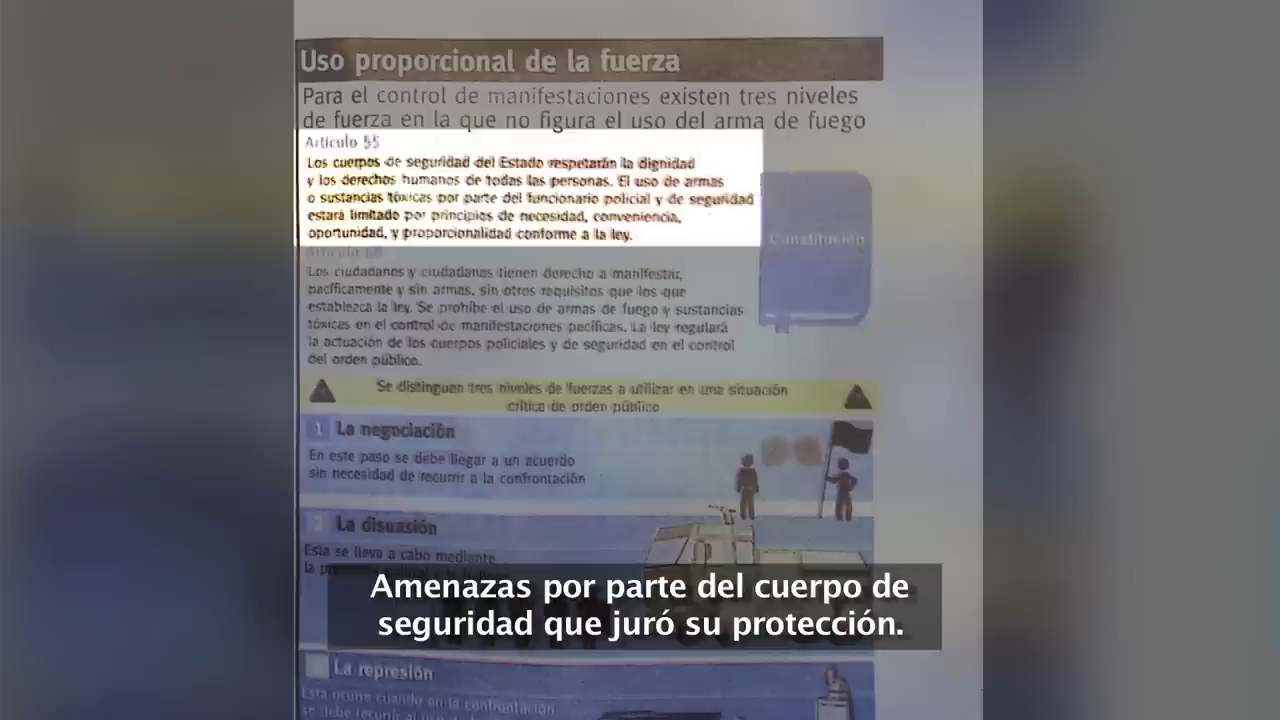 Uso proporcional de la fuerza
Para el control de manifestaciones existen tres niveles
de fuerza en la que no figura el uso del arma de fuego
Artículo 55
Los cuerpos de seguridad del Estado respetarán la dignidad
y los derechos humanos de todas las personas. El uso de armas
o sustancias tóxicas por parte del funcionario policial y de seguridad
estará limitado por principios de necesidad, conveniencia,
oportunidad, y proporcionalidad conforme a la ley.
Constitución
Artículo 68
Los ciudadanos y ciudadanas tienen derecho a manifestar,
pacíficamente y sin armas, sin otros requisitos que los que
establezca la ley. Se prohíbe el uso de armas de fuego y sustancias
tóxicas en el control de manifestaciones pacíficas. La ley regulará
la actuación de los cuerpos policiales y de seguridad en el control
del orden público.
Se distinguen tres niveles de fuerzas a utilizar en una situación
crítica de orden público
1 La negociación
En este paso se debe llegar a un acuerdo
sin necesidad de recurrir a la confrontación
2 La disuasión
Esta se lleva a cabo mediante
la
Amenazas por parte del cuerpo de
seguridad que juró su protección.
La represión
Esta ocurre cuando en la confrontación
se debe recurrir al uso de